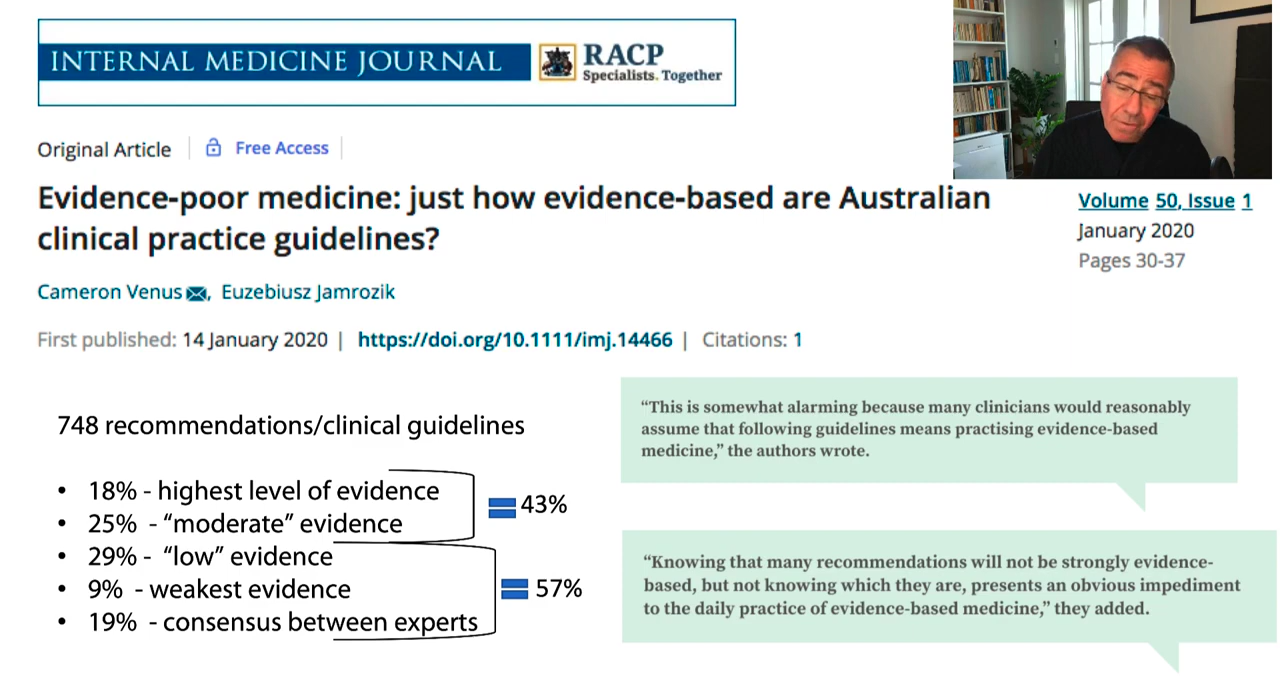 INTERNAL MEDICINE JOURNAL
RACP
Specialists. Together
Original Article
Free Access
Evidence-poor medicine: just how evidence-based are Australian
clinical practice guidelines?
Volume 50, Issue 1
January 2020
Pages 30-37
Cameron Venus, Euzebiusz Jamrozik
First published: 14 January 2020 | https://doi.org/10.1111/imj.14466 | Citations: 1
748 recommendations/clinical guidelines
• 18% - highest level of evidence
• 25% - “moderate” evidence
= 43%
• 29% - “low” evidence
• 9% - weakest evidence
• 19% - consensus between experts
= 57%
“This is somewhat alarming because many clinicians would reasonably
assume that following guidelines means practising evidence-based
medicine,” the authors wrote.
“Knowing that many recommendations will not be strongly evidence-
based, but not knowing which they are, presents an obvious impediment
to the daily practice of evidence-based medicine,” they added.